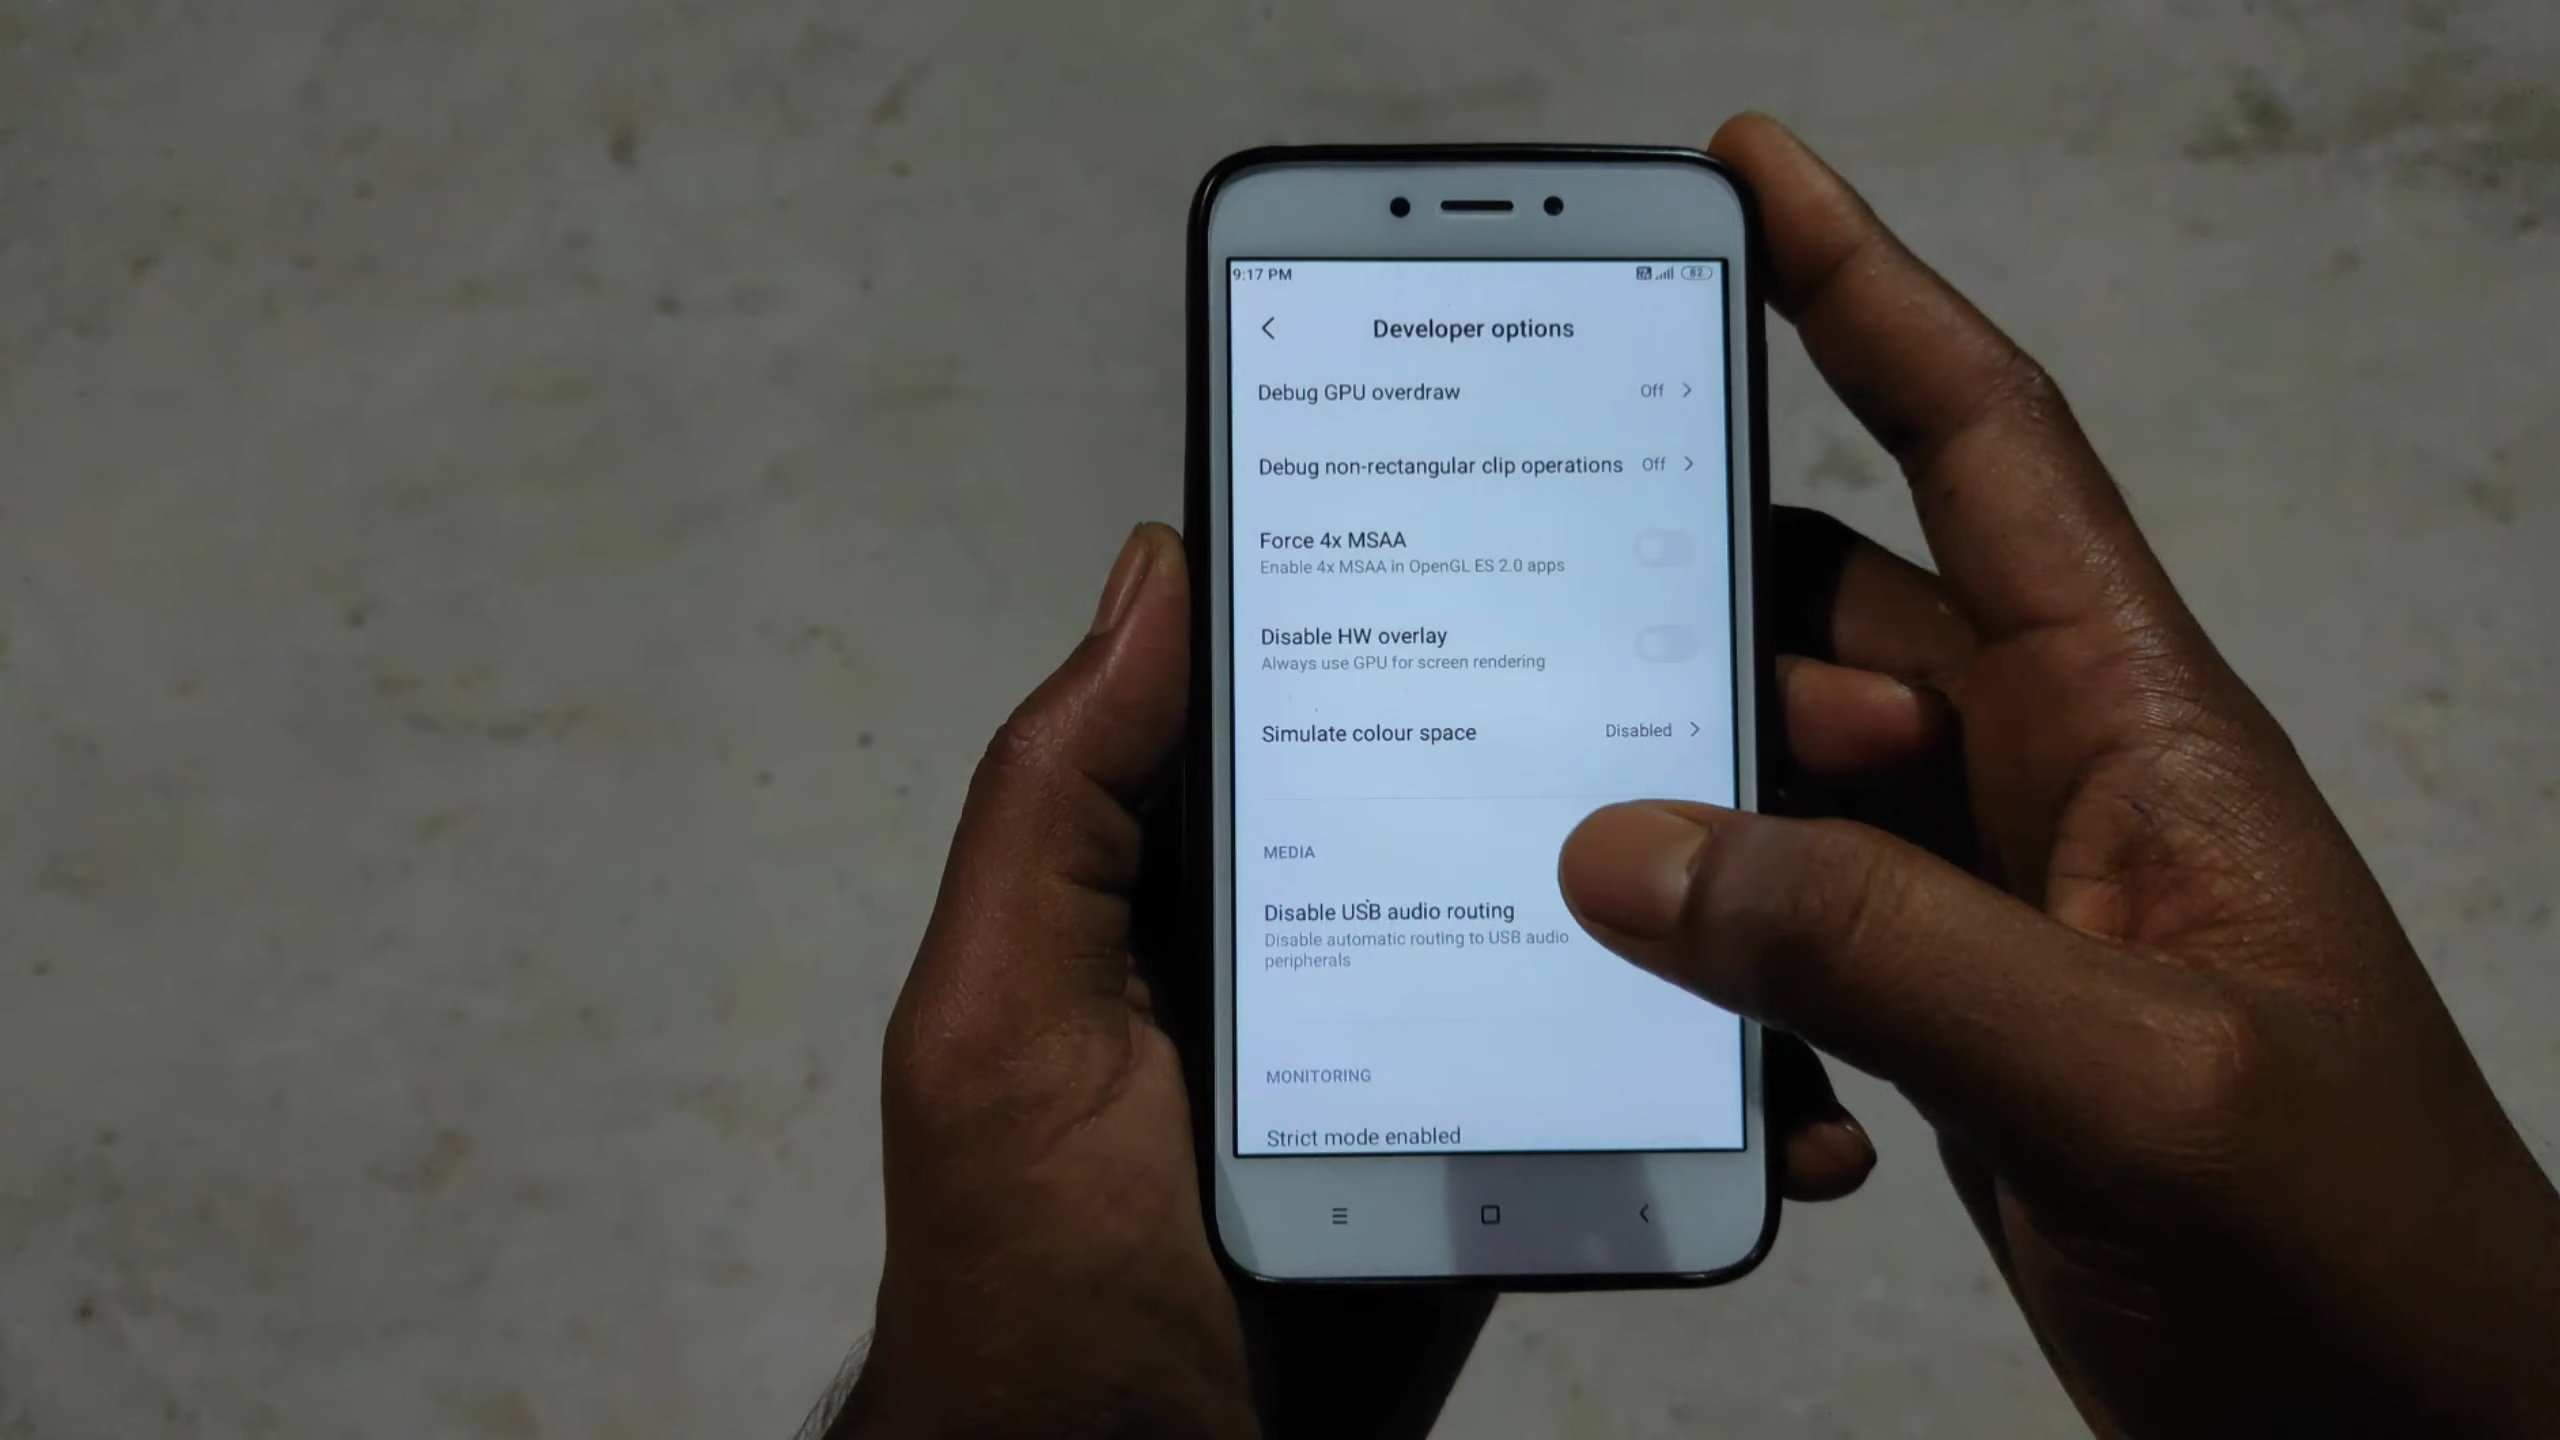 9:17 PM 82
Developer options
Debug GPU overdraw Off
Debug non-rectangular clip operations Off
Force 4x MSAA
Enable 4x MSAA in OpenGL ES 2.0 apps
Disable HW overlay
Always use GPU for screen rendering
Simulate colour space Disabled
MEDIA
Disable USB audio routing
Disable automatic routing to USB audio
peripherals
MONITORING
Strict mode enabled